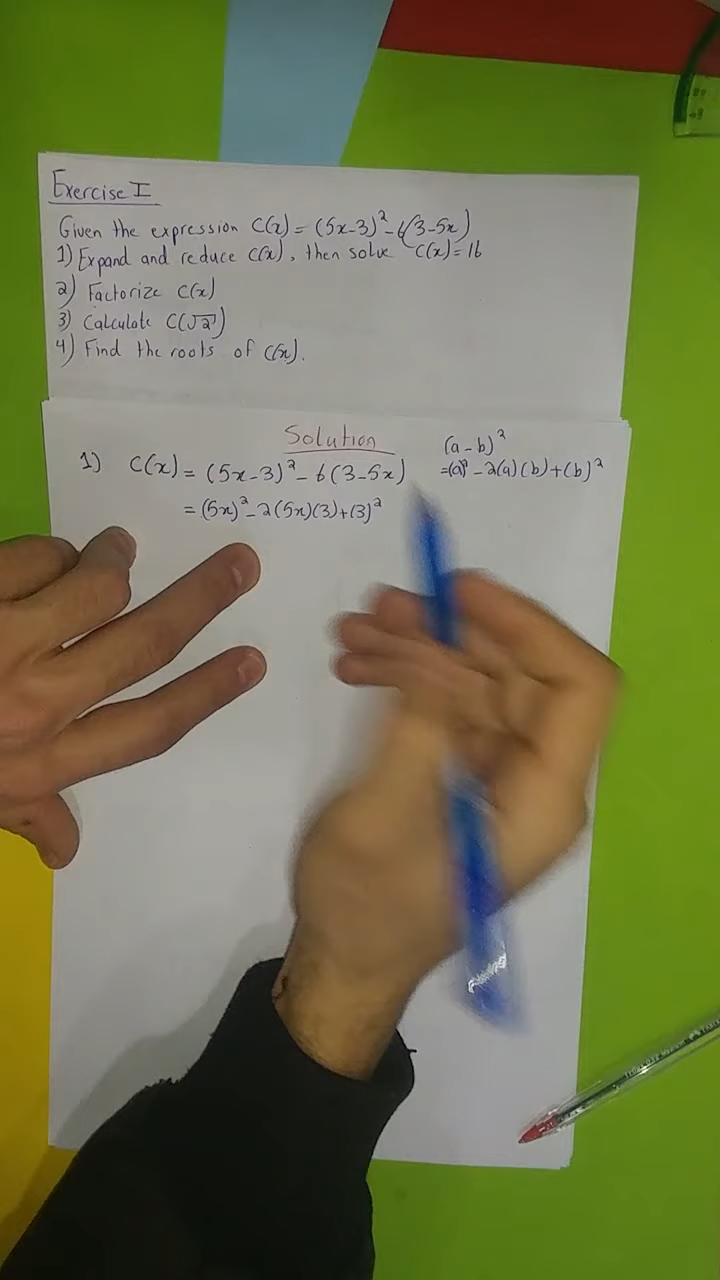 Exercise I
Given the expression C(x) = (5x-3)² - 6(3-5x)
1) Expand and reduce C(x), then solve C(x)=16
2) Factorize C(x)
3) Calculate C(√2)
4) Find the roots of C(x).
Solution
1) C(x) = (5x-3)² - 6(3-5x)
= (5x)² - 2(5x)(3) + (3)²
(a-b)²
=(a)² - 2(a)(b) + (b)²